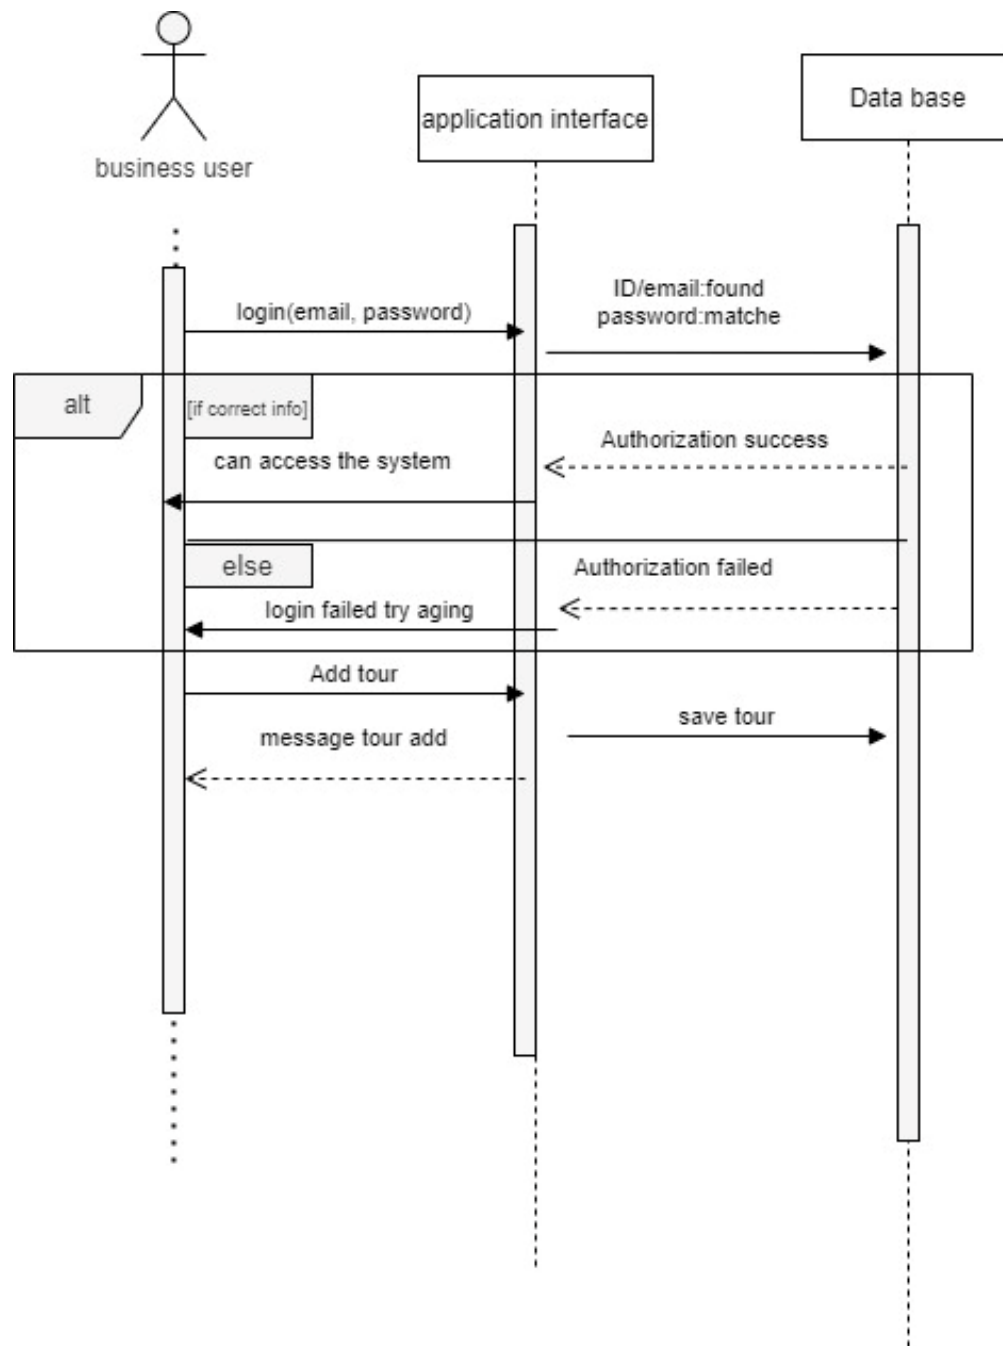 business user
application interface
Data base
login(email, password)
ID/email:found
password:matche
alt
[if correct info]
Authorization success
can access the system
else
Authorization failed
login failed try aging
Add tour
save tour
message tour add